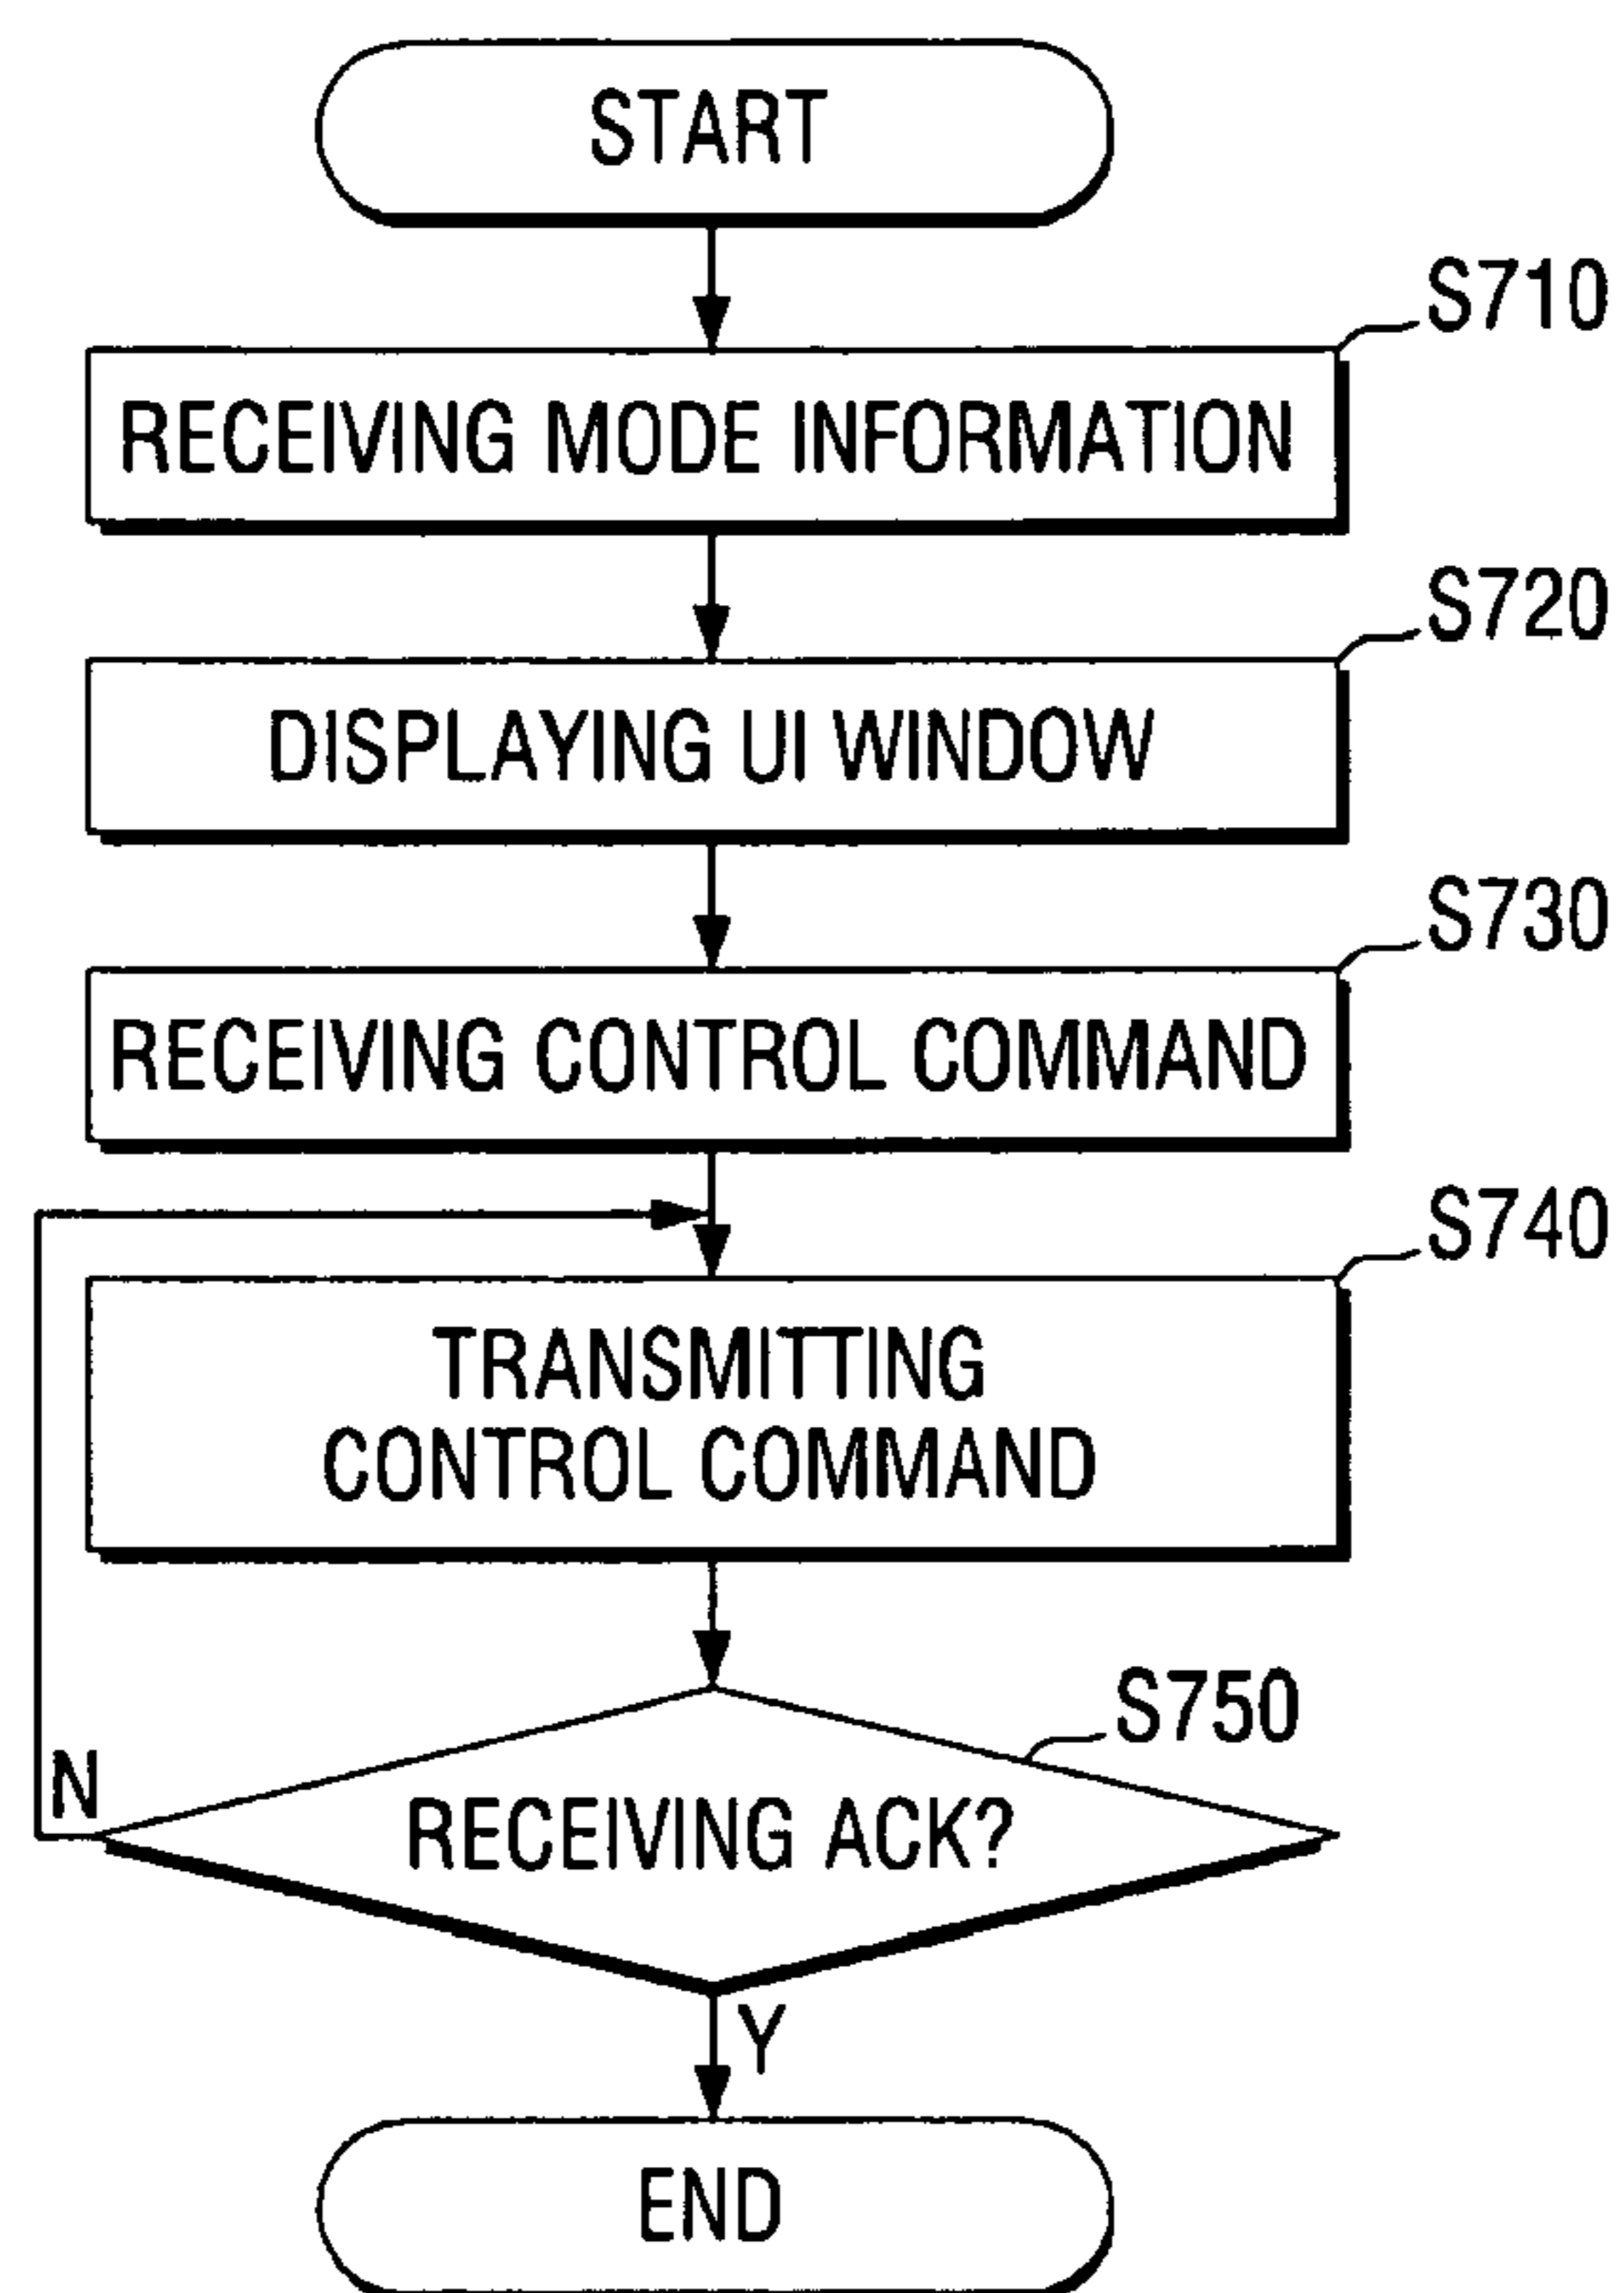 START
S710
RECEIVING MODE INFORMATION
S720
DISPLAYING UI WINDOW
S730
RECEIVING CONTROL COMMAND
S740
TRANSMITTING
CONTROL COMMAND
S750
N
RECEIVING ACK?
Y
END